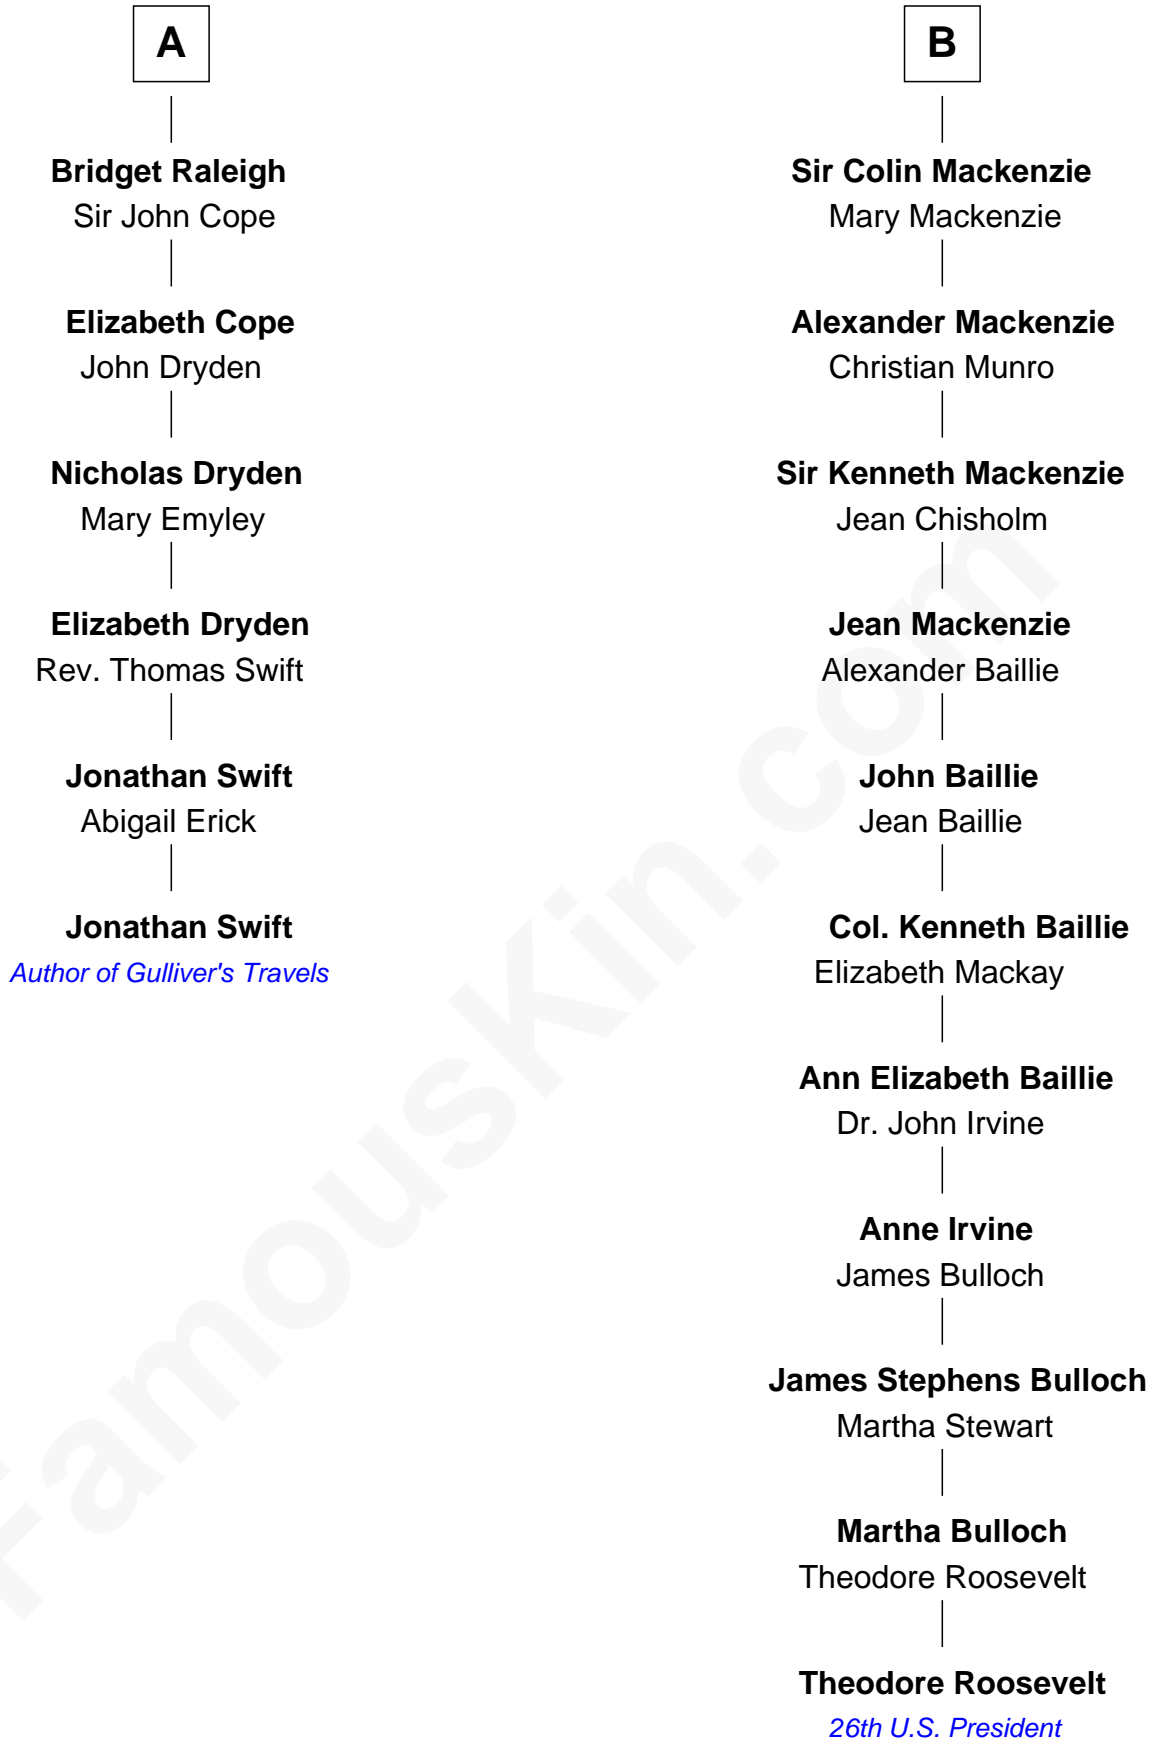 A
Bridget Raleigh
Sir John Cope
Elizabeth Cope
John Dryden
Nicholas Dryden
Mary Emyley
Elizabeth Dryden
Rev. Thomas Swift
Jonathan Swift
Abigail Erick
Jonathan Swift
Author of Gulliver's Travels
B
Sir Colin Mackenzie
Mary Mackenzie
Alexander Mackenzie
Christian Munro
Sir Kenneth Mackenzie
Jean Chisholm
Jean Mackenzie
Alexander Baillie
John Baillie
Jean Baillie
Col. Kenneth Baillie
Elizabeth Mackay
Ann Elizabeth Baillie
Dr. John Irvine
Anne Irvine
James Bulloch
James Stephens Bulloch
Martha Stewart
Martha Bulloch
Theodore Roosevelt
Theodore Roosevelt
26th U.S. President
FamousKin.com